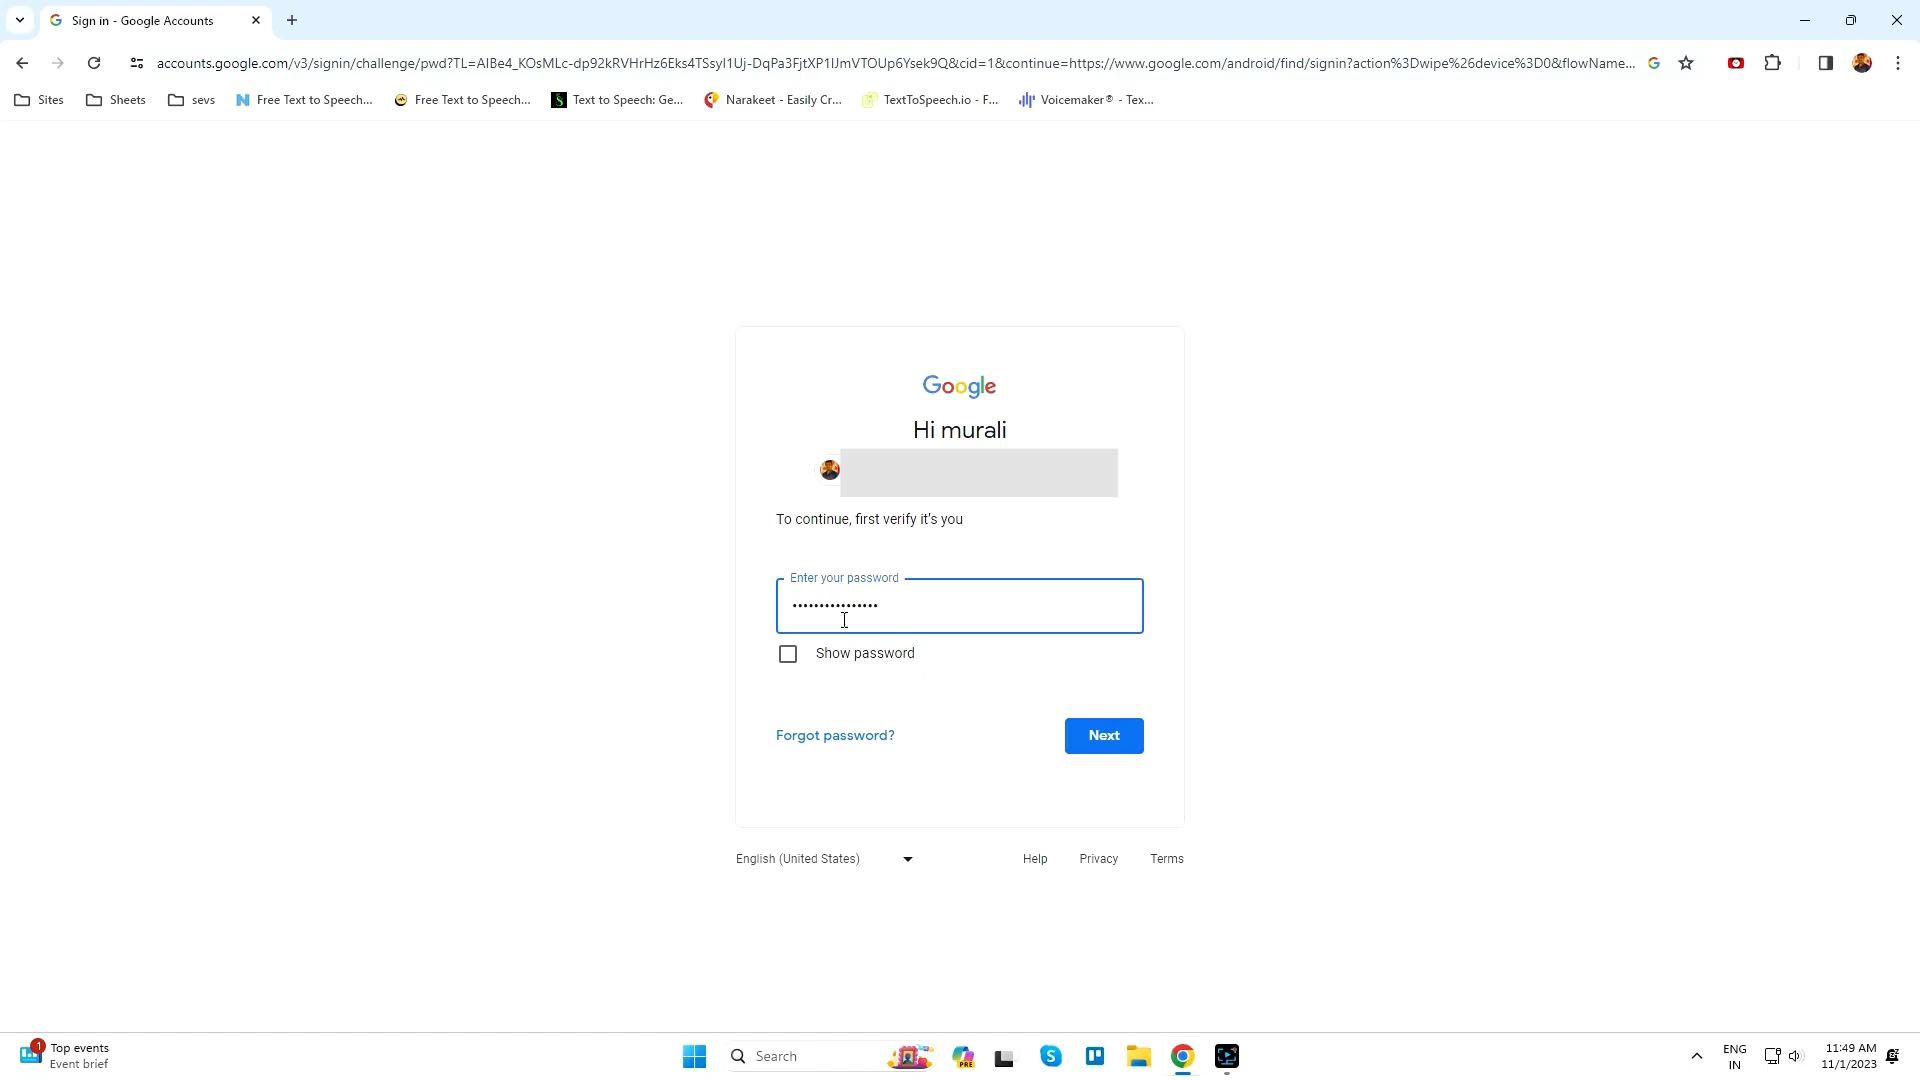 Sign in - Google Accounts
accounts.google.com/v3/signin/challenge/pwd?TL=AIBe4_KOsMLc-dp92kRVHrHz6Eks4TSsyI1Uj-DqPa3FjtXP1IJmVTOUp6Ysek9Q&cid=1&continue=https://www.google.com/android/find/signin?action%3Dwipe%26device%3D0&flowName...
Sites Sheets sevs Free Text to Speech... Free Text to Speech... Text to Speech: Ge... Narakeet - Easily Cr... TextToSpeech.io - F... Voicemaker® - Tex...
Google
Hi murali
To continue, first verify it's you
Enter your password
••••••••••••••••
Show password
Forgot password? Next
English (United States) Help Privacy Terms
1 Top events
Event brief
Search
PRE
ENG
IN
11:49 AM
11/1/2023